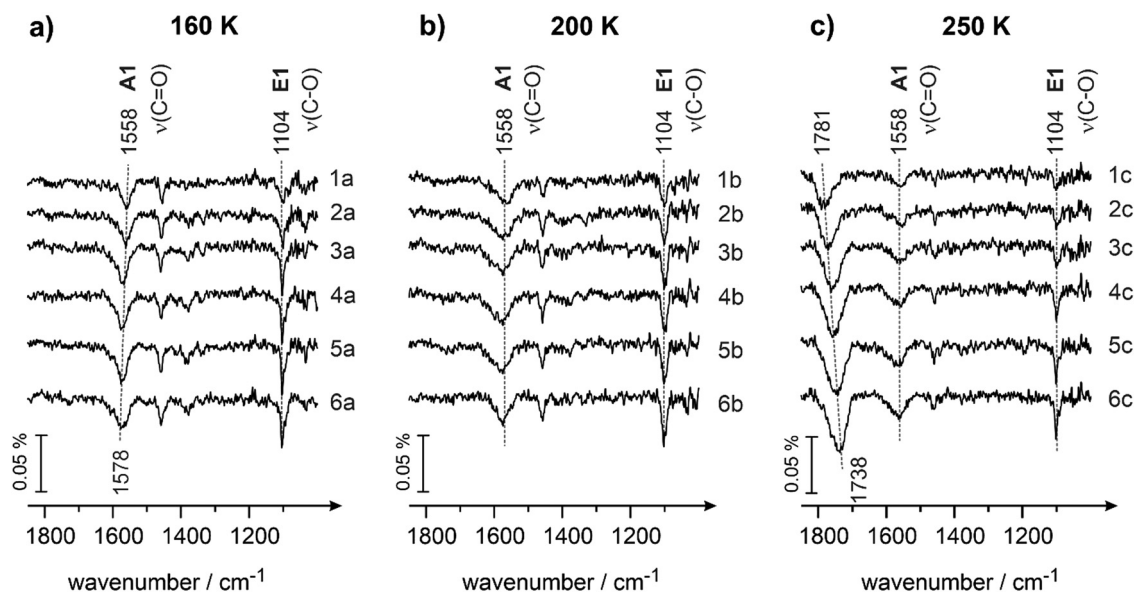 a) 160 K
1558 A1 ν(C=O)
1104 E1 ν(C-O)
1a
2a
3a
4a
5a
6a
0.05 %
1578
1800 1600 1400 1200
wavenumber / cm⁻¹
b) 200 K
1558 A1 ν(C=O)
1104 E1 ν(C-O)
1b
2b
3b
4b
5b
6b
0.05 %
1800 1600 1400 1200
wavenumber / cm⁻¹
c) 250 K
1781
1558 A1 ν(C=O)
1104 E1 ν(C-O)
1c
2c
3c
4c
5c
6c
0.05 %
1738
1800 1600 1400 1200
wavenumber / cm⁻¹